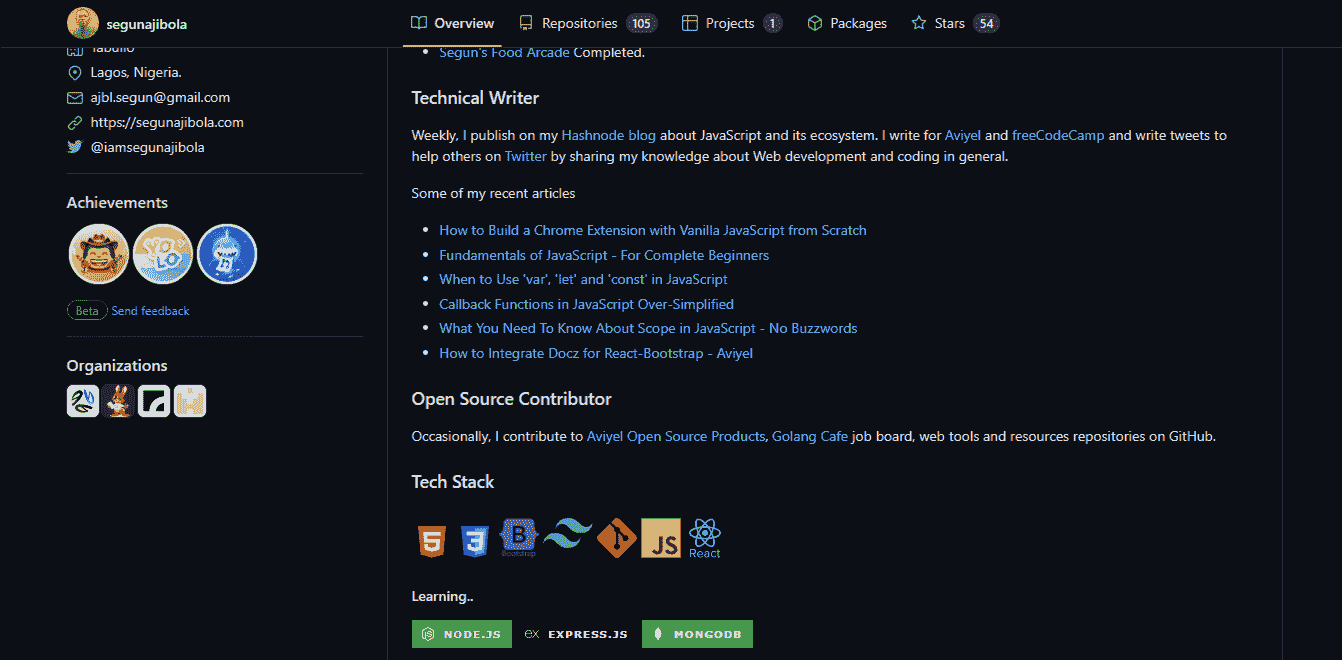 segunajibola
Overview
Repositories 105
Projects 1
Packages
Stars 54
Tabulio
Lagos, Nigeria.
ajbl.segun@gmail.com
https://segunajibola.com
@iamsegunajibola
Achievements
YOLO
Beta Send feedback
Organizations
Segun's Food Arcade Completed.
Technical Writer
Weekly, I publish on my Hashnode blog about JavaScript and its ecosystem. I write for Aviyel and freeCodeCamp and write tweets to
help others on Twitter by sharing my knowledge about Web development and coding in general.
Some of my recent articles
How to Build a Chrome Extension with Vanilla JavaScript from Scratch
Fundamentals of JavaScript - For Complete Beginners
When to Use 'var', 'let' and 'const' in JavaScript
Callback Functions in JavaScript Over-Simplified
What You Need To Know About Scope in JavaScript - No Buzzwords
How to Integrate Docz for React-Bootstrap - Aviyel
Open Source Contributor
Occasionally, I contribute to Aviyel Open Source Products, Golang Cafe job board, web tools and resources repositories on GitHub.
Tech Stack
5
3
B
Bootstrap
JS
React
Learning..
NODE.JS
ex EXPRESS.JS
MONGODB